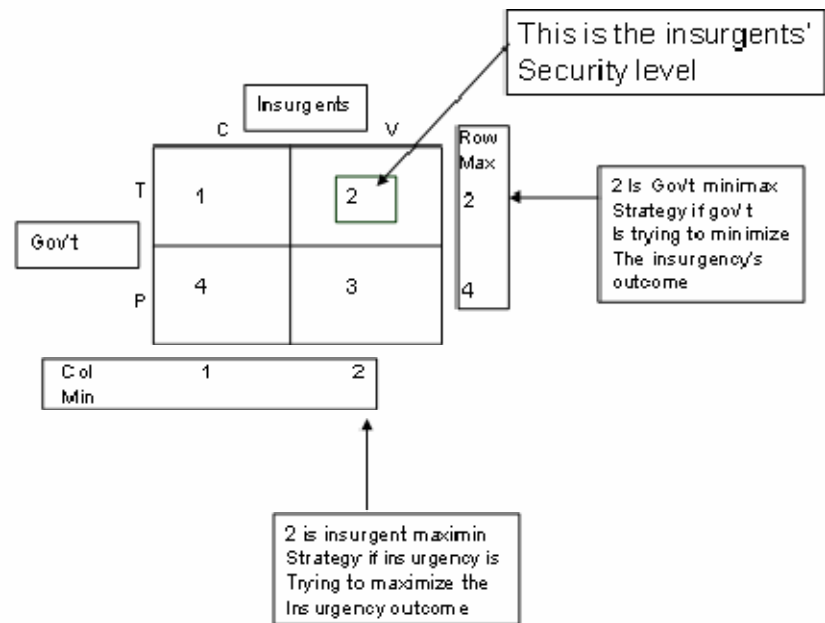 This is the insurgents'
Security level
Insurgents
C V
Row
Max
T 1 2 2
Gov't
P 4 3 4
2 Is Gov't minimax
Strategy if gov't
Is trying to minimize
The insurgency's
outcome
Col 1 2
Min
2 is insurgent maximin
Strategy if insurgency is
Trying to maximize the
Insurgency outcome